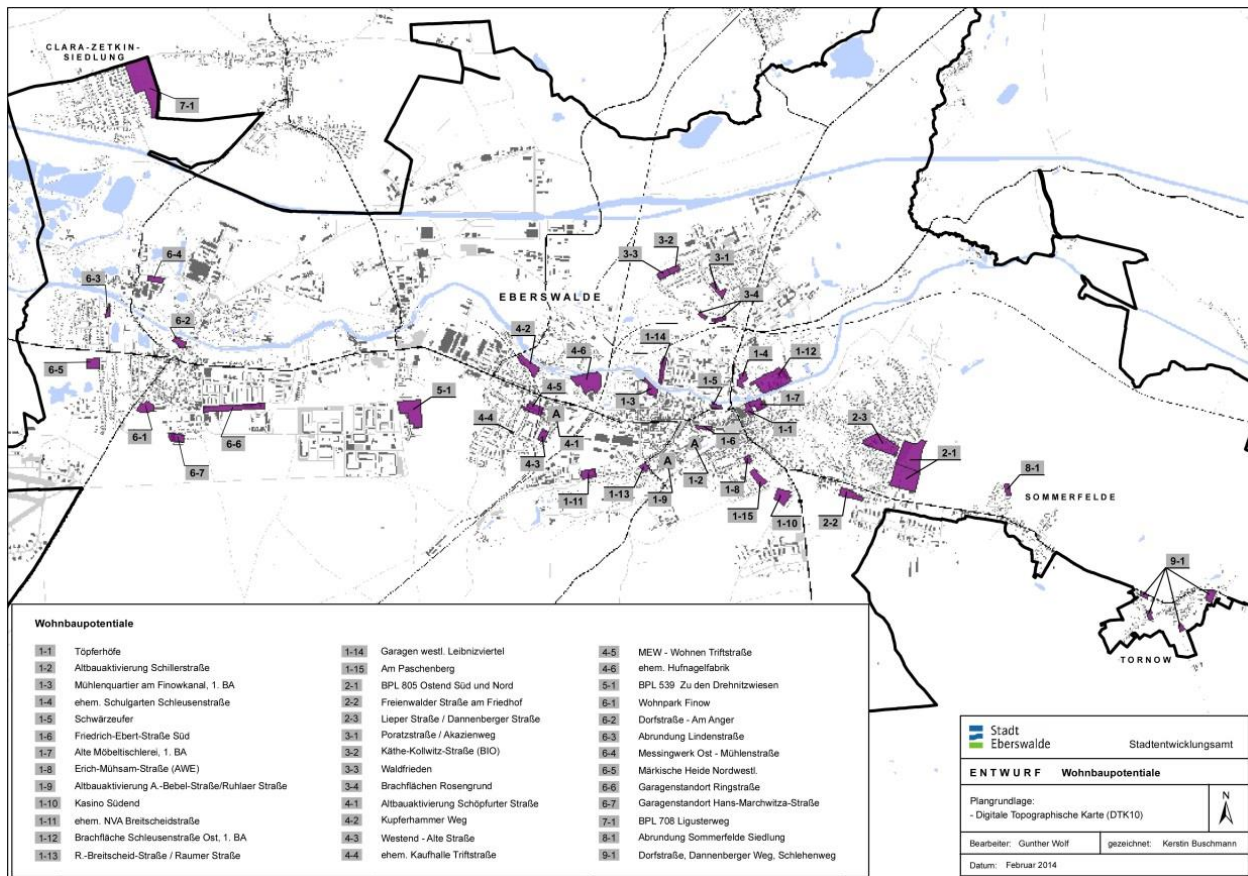 CLARA-ZETKIN-
SIEDLUNG
7-1
6-4
6-3
6-2
6-5
6-1
6-6
6-7
5-1
EBERSWALDE
3-3
3-2
3-1
3-4
4-2
4-6
1-14
1-4
1-12
1-5
1-3
1-7
4-5
A
4-4
4-1
4-3
1-1
1-6
A
A
1-2
1-11
1-13
1-9
1-8
1-15
1-10
2-3
2-1
2-2
8-1
SOMMERFELDE
9-1
TORNOW
Wohnbaupotentiale
1-1 Töpferhöfe
1-2 Altbauaktivierung Schillerstraße
1-3 Mühlenquartier am Finowkanal, 1. BA
1-4 ehem. Schulgarten Schleusenstraße
1-5 Schwärzeufer
1-6 Friedrich-Ebert-Straße Süd
1-7 Alte Möbeltischlerei, 1. BA
1-8 Erich-Mühsam-Straße (AWE)
1-9 Altbauaktivierung A.-Bebel-Straße/Ruhlaer Straße
1-10 Kasino Südend
1-11 ehem. NVA Breitscheidstraße
1-12 Brachfläche Schleusenstraße Ost, 1. BA
1-13 R.-Breitscheid-Straße / Raumer Straße
1-14 Garagen westl. Leibnizviertel
1-15 Am Paschenberg
2-1 BPL 805 Ostend Süd und Nord
2-2 Freienwalder Straße am Friedhof
2-3 Lieper Straße / Dannenberger Straße
3-1 Poratzstraße / Akazienweg
3-2 Käthe-Kollwitz-Straße (BIO)
3-3 Waldfrieden
3-4 Brachflächen Rosengrund
4-1 Altbauaktivierung Schöpfurter Straße
4-2 Kupferhammer Weg
4-3 Westend - Alte Straße
4-4 ehem. Kaufhalle Triftstraße
4-5 MEW - Wohnen Triftstraße
4-6 ehem. Hufnagelfabrik
5-1 BPL 539 Zu den Drehnitzwiesen
6-1 Wohnpark Finow
6-2 Dorfstraße - Am Anger
6-3 Abrundung Lindenstraße
6-4 Messingwerk Ost - Mühlenstraße
6-5 Märkische Heide Nordwestl.
6-6 Garagenstandort Ringstraße
6-7 Garagenstandort Hans-Marchwitza-Straße
7-1 BPL 708 Ligusterweg
8-1 Abrundung Sommerfelde Siedlung
9-1 Dorfstraße, Dannenberger Weg, Schlehenweg
Stadt
Eberswalde
Stadtentwicklungsamt
ENTWURF Wohnbaupotentiale
Plangrundlage:
- Digitale Topographische Karte (DTK10)
N
Bearbeiter: Gunther Wolf
gezeichnet: Kerstin Buschmann
Datum: Februar 2014